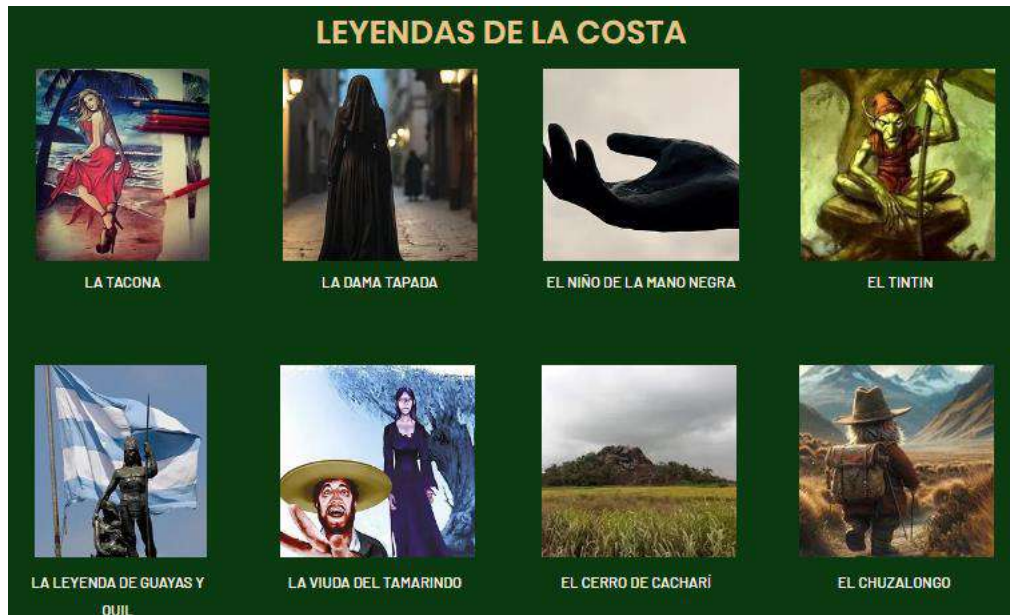 LEYENDAS DE LA COSTA
LA TACONA
LA DAMA TAPADA
EL NIÑO DE LA MANO NEGRA
EL TINTIN
LA LEYENDA DE GUAYAS Y
QUIL
LA VIUDA DEL TAMARINDO
EL CERRO DE CACHARÍ
EL CHUZALONGO